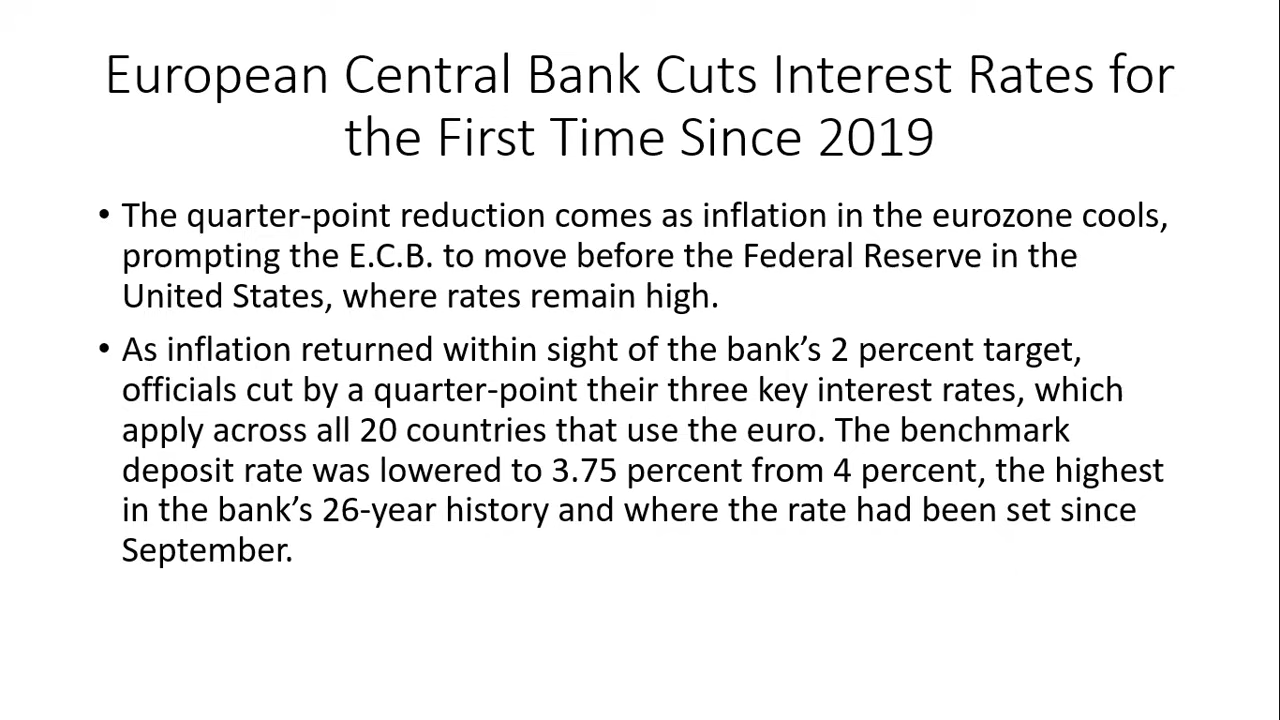 European Central Bank Cuts Interest Rates for
the First Time Since 2019
• The quarter-point reduction comes as inflation in the eurozone cools,
prompting the E.C.B. to move before the Federal Reserve in the
United States, where rates remain high.
• As inflation returned within sight of the bank’s 2 percent target,
officials cut by a quarter-point their three key interest rates, which
apply across all 20 countries that use the euro. The benchmark
deposit rate was lowered to 3.75 percent from 4 percent, the highest
in the bank’s 26-year history and where the rate had been set since
September.